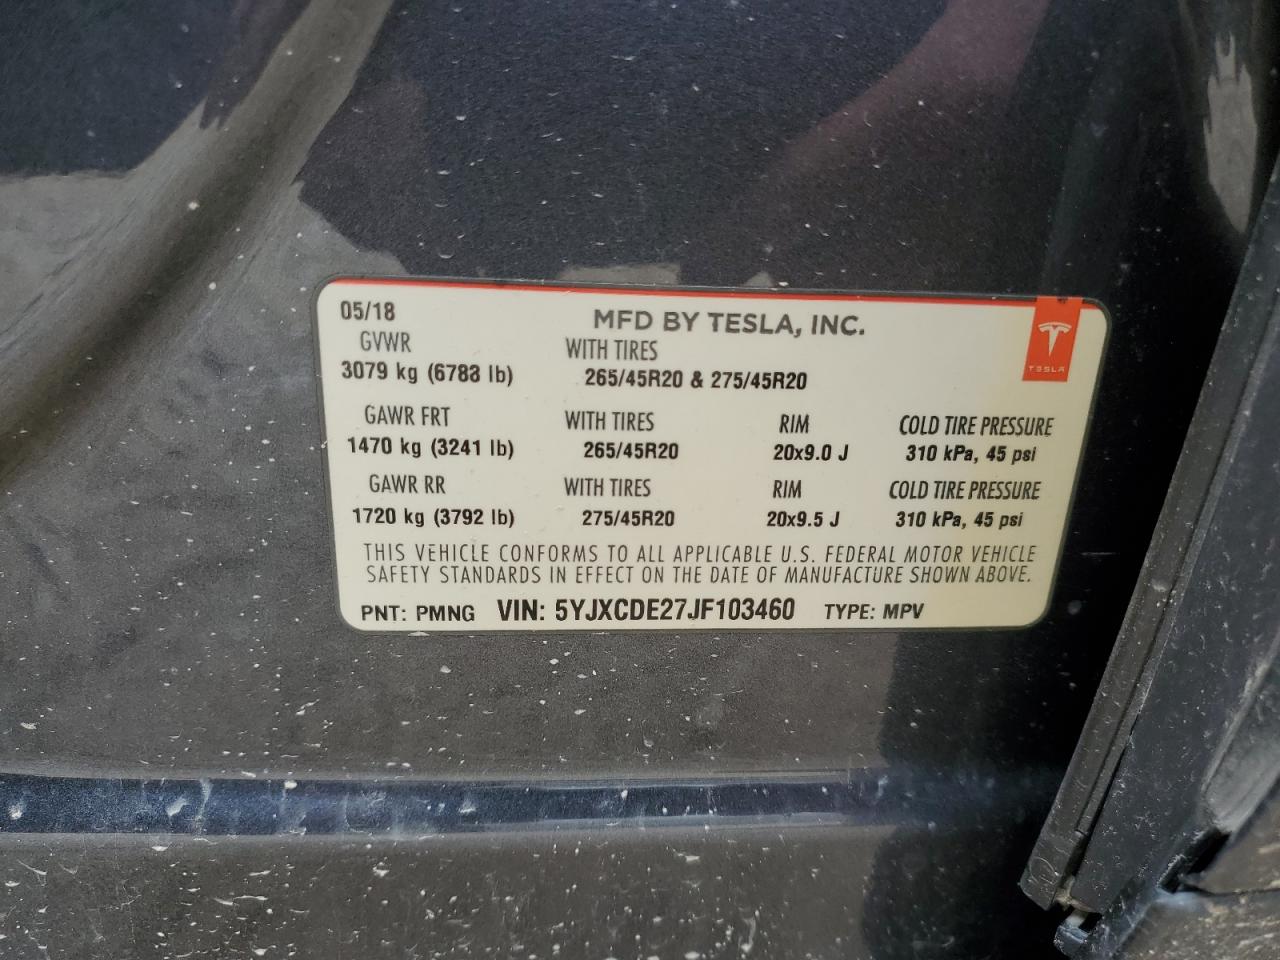 05/18 MFD BY TESLA, INC.
GVWR WITH TIRES
3079 kg (6788 lb) 265/45R20 & 275/45R20
TESLA
GAWR FRT WITH TIRES RIM COLD TIRE PRESSURE
1470 kg (3241 lb) 265/45R20 20x9.0 J 310 kPa, 45 psi
GAWR RR WITH TIRES RIM COLD TIRE PRESSURE
1720 kg (3792 lb) 275/45R20 20x9.5 J 310 kPa, 45 psi
THIS VEHICLE CONFORMS TO ALL APPLICABLE U.S. FEDERAL MOTOR VEHICLE
SAFETY STANDARDS IN EFFECT ON THE DATE OF MANUFACTURE SHOWN ABOVE.
PNT: PMNG VIN: 5YJXCDE27JF103460 TYPE: MPV